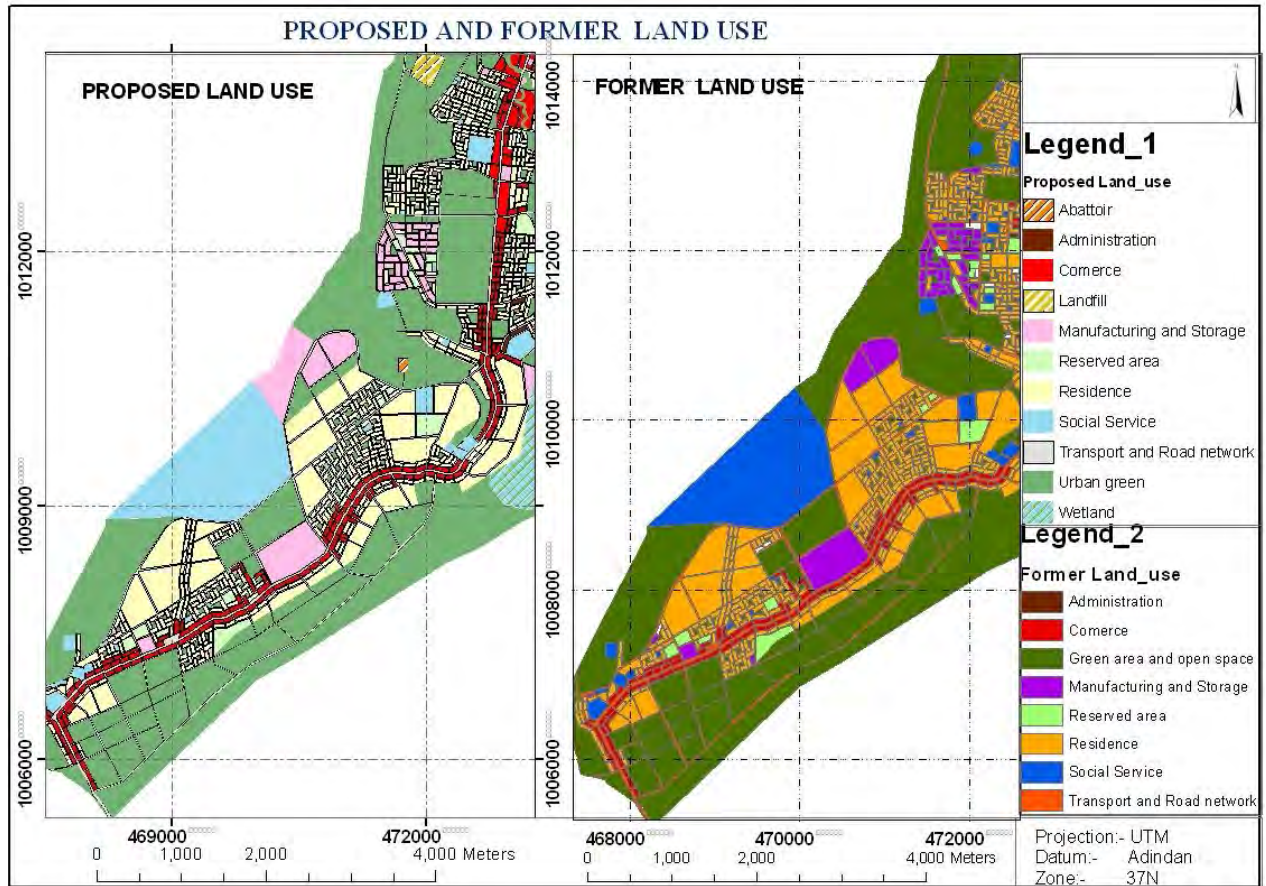 PROPOSED AND FORMER LAND USE
PROPOSED LAND USE
FORMER LAND USE
1012000
1009000
1006000
469000
472000
0 1,000 2,000 4,000 Meters
1014000
1012000
1010000
1008000
1006000
468000
470000
472000
0 1,000 2,000 4,000 Meters
Legend_1
Proposed Land_use
Abattoir
Administration
Comerce
Landfill
Manufacturing and Storage
Reserved area
Residence
Social Service
Transport and Road network
Urban green
Wetland
Legend_2
Former Land_use
Administration
Comerce
Green area and open space
Manufacturing and Storage
Reserved area
Residence
Social Service
Transport and Road network
Projection:- UTM
Datum:- Adindan
Zone:- 37N